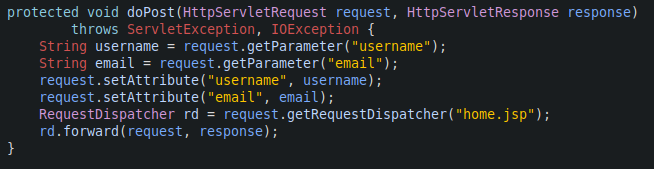 protected void doPost(HttpServletRequest request, HttpServletResponse response)
        throws ServletException, IOException {
    String username = request.getParameter("username");
    String email = request.getParameter("email");
    request.setAttribute("username", username);
    request.setAttribute("email", email);
    RequestDispatcher rd = request.getRequestDispatcher("home.jsp");
    rd.forward(request, response);
}